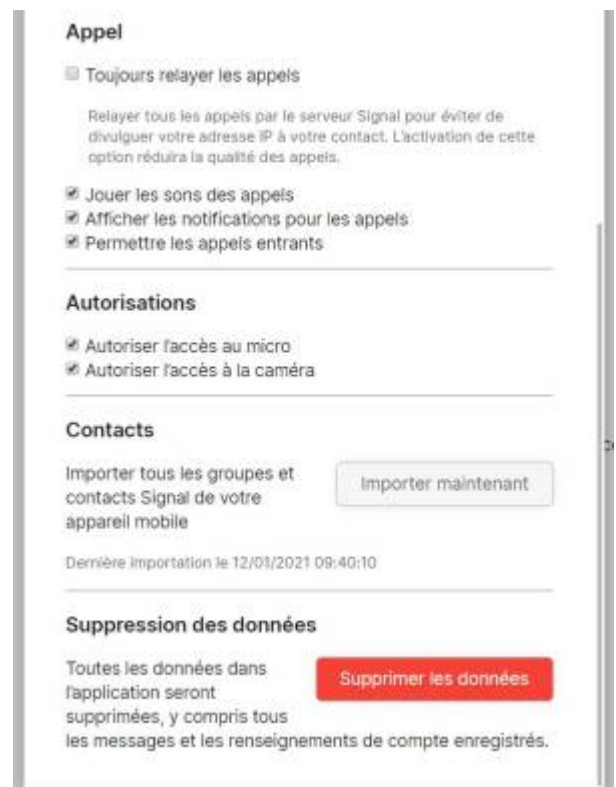 Appel
Toujours relayer les appels
Relayer tous les appels par le serveur Signal pour éviter de
divulguer votre adresse IP à votre contact. L'activation de cette
option réduira la qualité des appels.
Jouer les sons des appels
Afficher les notifications pour les appels
Permettre les appels entrants
Autorisations
Autoriser l'accès au micro
Autoriser l'accès à la caméra
Contacts
Importer tous les groupes et
contacts Signal de votre
appareil mobile
Importer maintenant
Dernière importation le 12/01/2021 09:40:10
Suppression des données
Toutes les données dans
l'application seront
supprimées, y compris tous
les messages et les renseignements de compte enregistrés.
Supprimer les données